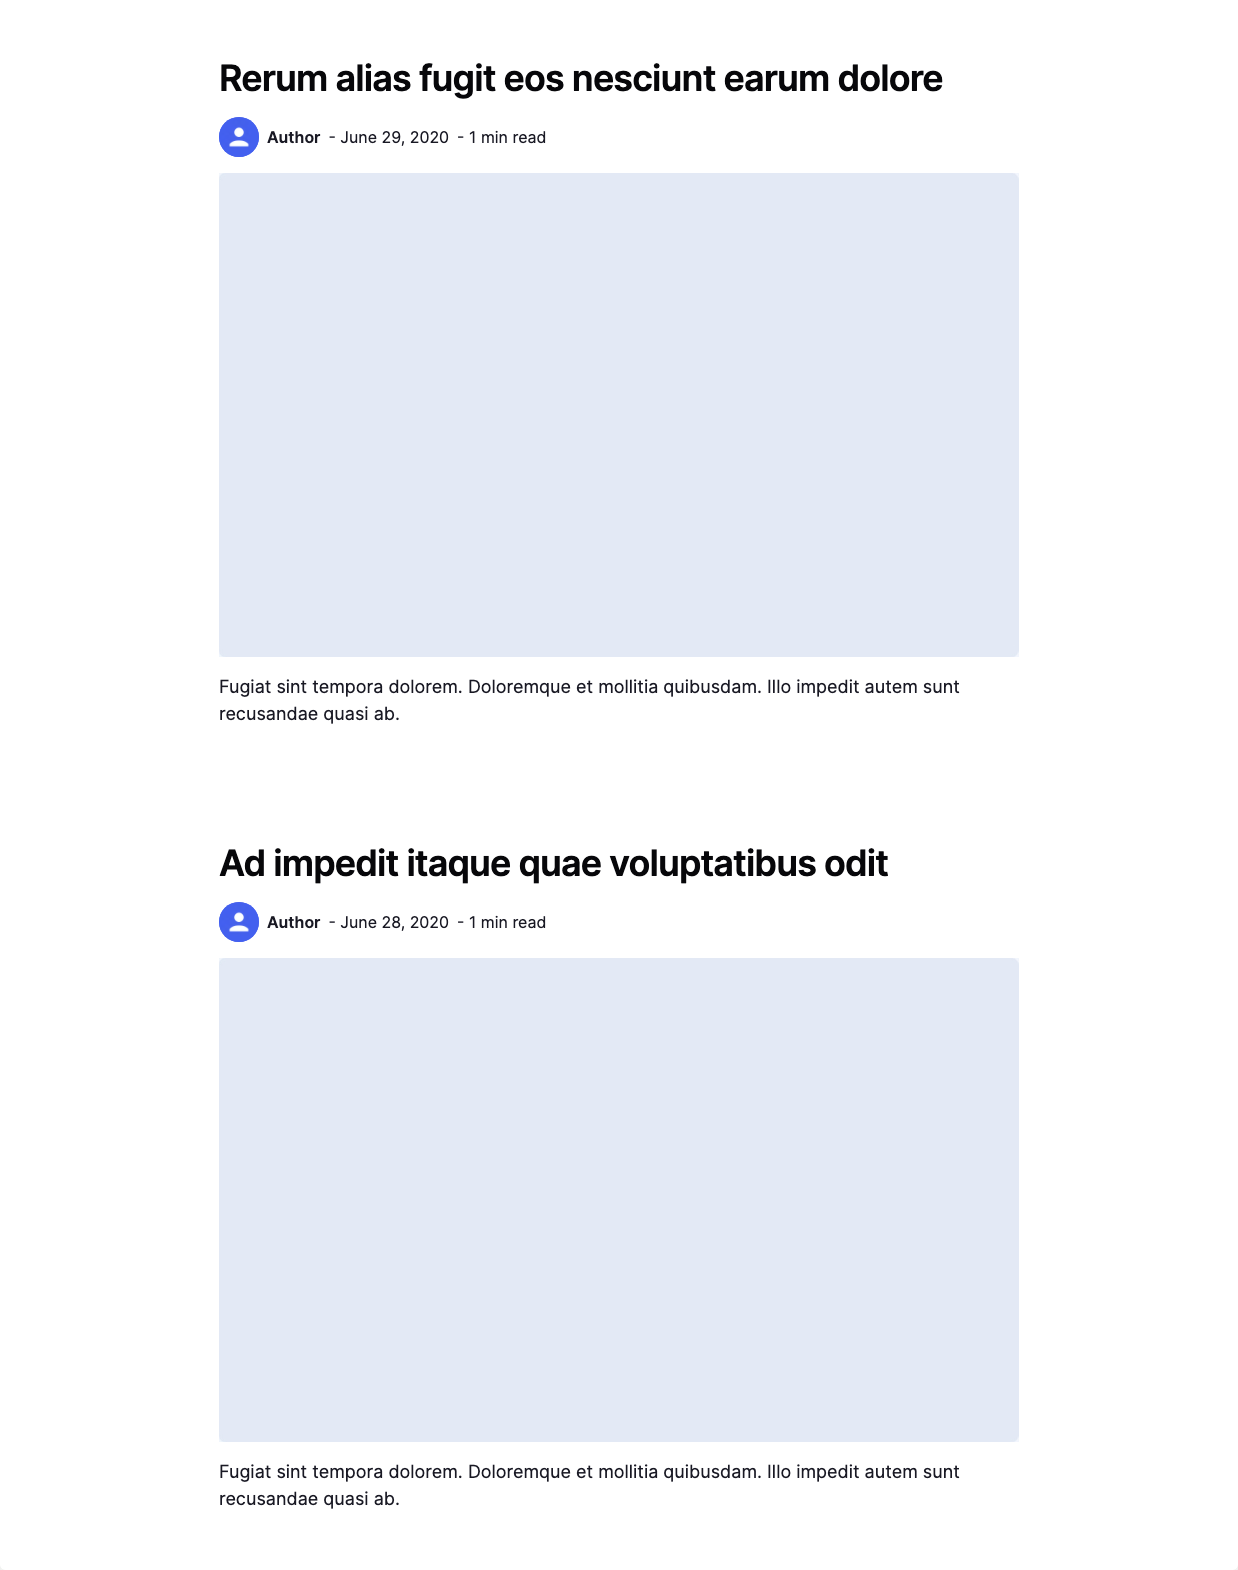 Rerum alias fugit eos nesciunt earum dolore
Author - June 29, 2020 - 1 min read
Fugiat sint tempora dolorem. Doloremque et mollitia quibusdam. Illo impedit autem sunt
recusandae quasi ab.
Ad impedit itaque quae voluptatibus odit
Author - June 28, 2020 - 1 min read
Fugiat sint tempora dolorem. Doloremque et mollitia quibusdam. Illo impedit autem sunt
recusandae quasi ab.